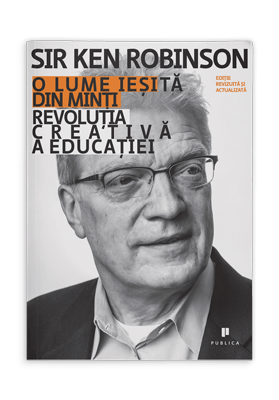 SIR KEN ROBINSON
O LUME IEȘITĂ
DIN MINȚI
REVOLUȚIA
CREATIVĂ
A EDUCAȚIEI
EDIȚIE
REVIZUITĂ ȘI
ACTUALIZATĂ
P
PUBLICA